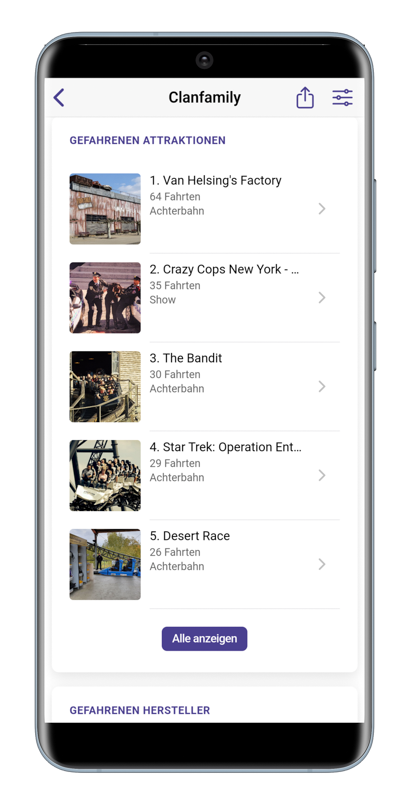 Clanfamily
GEFAHRENEN ATTRAKTIONEN
1. Van Helsing's Factory
64 Fahrten
Achterbahn
2. Crazy Cops New York - ...
35 Fahrten
Show
3. The Bandit
30 Fahrten
Achterbahn
4. Star Trek: Operation Ent...
29 Fahrten
Achterbahn
5. Desert Race
26 Fahrten
Achterbahn
Alle anzeigen
GEFAHRENEN HERSTELLER